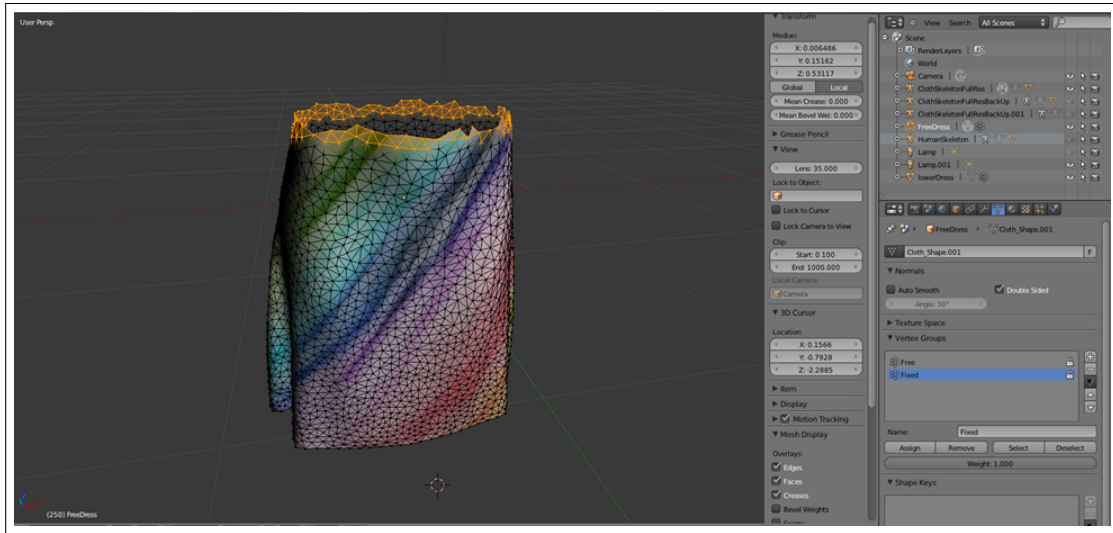 User Persp
(250) FreeDress
▼ Transform
Median:
X: 0.006486
Y: 0.15162
Z: 0.53117
Global Local
Mean Crease: 0.000
Mean Bevel Wei: 0.000
▶ Grease Pencil
▼ View
Lens: 35.000
Lock to Object:
Lock to Cursor
Lock Camera to View
Clip:
Start: 0.100
End: 1000.000
Local Camera:
Camera
▼ 3D Cursor
Location:
X: 0.1566
Y: -0.7928
Z: -2.2885
▶ Item
▶ Display
▶ Motion Tracking
▼ Mesh Display
Overlays:
Edges
Faces
Creases
Bevel Weights
View Search All Scenes
Scene
RenderLayers |
World
Camera |
ClothSkeletonFullRes |
ClothSkeletonFullResBackUp |
ClothSkeletonFullResBackUp.001 |
FreeDress |
HumanSkeleton |
Lamp |
Lamp.001 |
lowerDress |
FreeDress Cloth_Shape.001
Cloth_Shape.001 F
▼ Normals
Auto Smooth Double Sided
Angle: 30°
▶ Texture Space
▼ Vertex Groups
Free
Fixed
Name: Fixed
Assign Remove Select Deselect
Weight: 1.000
▼ Shape Keys